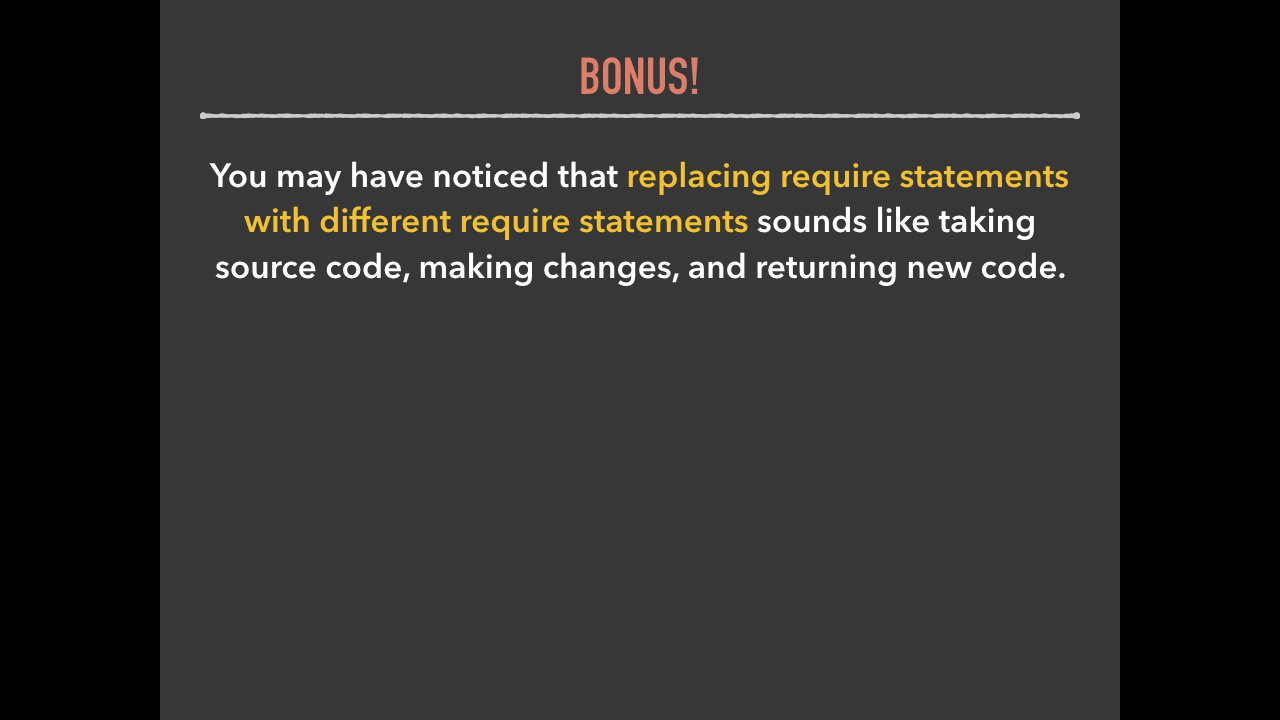 BONUS!
You may have noticed that replacing require statements
with different require statements sounds like taking
source code, making changes, and returning new code.